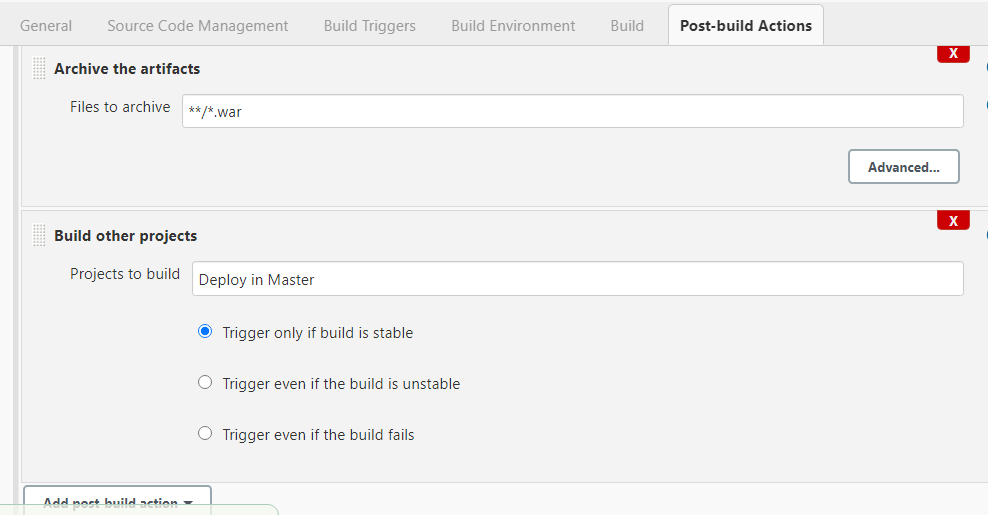 General Source Code Management Build Triggers Build Environment Build Post-build Actions
X
Archive the artifacts
Files to archive **/*.war
Advanced...
X
Build other projects
Projects to build Deploy in Master
Trigger only if build is stable
Trigger even if the build is unstable
Trigger even if the build fails
Add post-build action